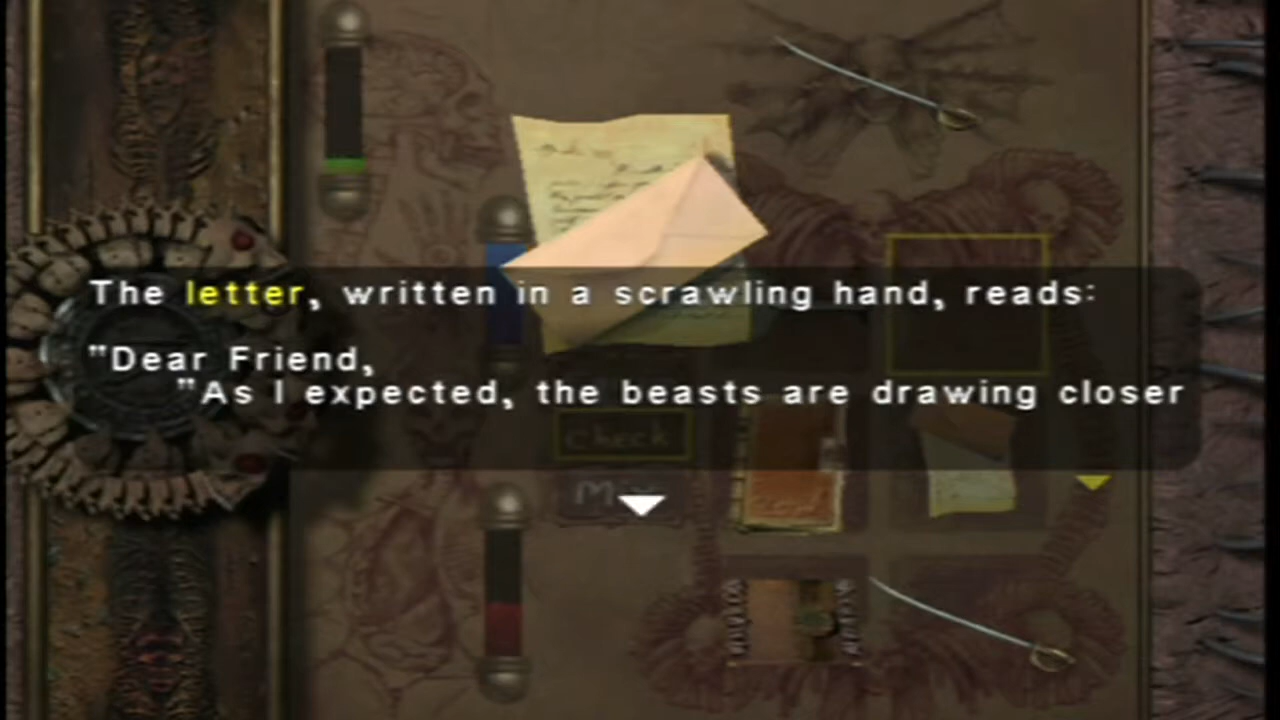 The letter, written in a scrawling hand, reads:
"Dear Friend,
"As I expected, the beasts are drawing closer
Check